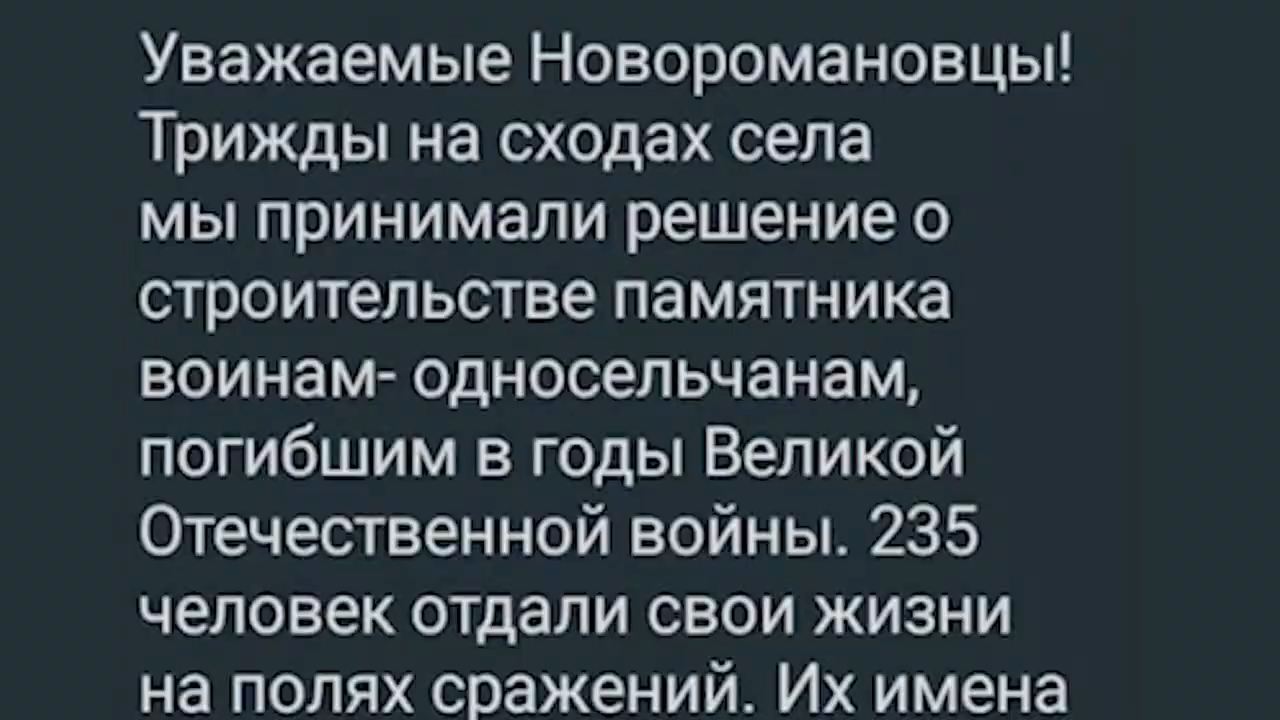 Уважаемые Новоромановцы!
Трижды на сходах села
мы принимали решение о
строительстве памятника
воинам- односельчанам,
погибшим в годы Великой
Отечественной войны. 235
человек отдали свои жизни
на полях сражений. Их имена